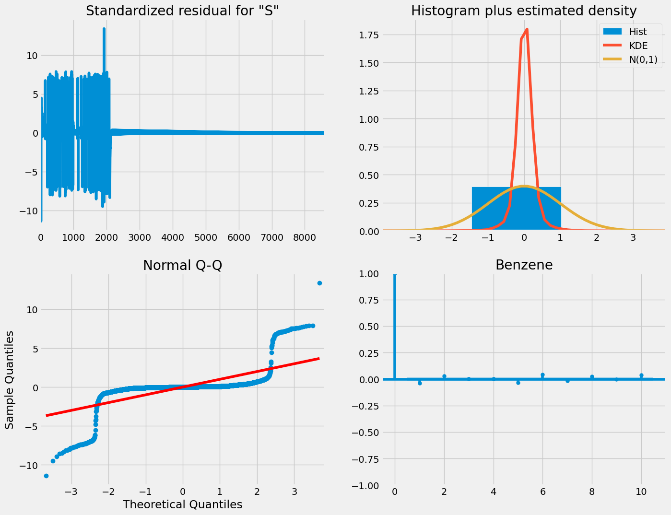 Standardized residual for "S"
10
5
0
−5
−10
0 1000 2000 3000 4000 5000 6000 7000 8000
Histogram plus estimated density
Hist
KDE
N(0,1)
1.75
1.50
1.25
1.00
0.75
0.50
0.25
0.00
−3 −2 −1 0 1 2 3
Normal Q-Q
Sample Quantiles
10
5
0
−5
−10
−3 −2 −1 0 1 2 3
Theoretical Quantiles
Benzene
1.00
0.75
0.50
0.25
0.00
−0.25
−0.50
−0.75
−1.00
0 2 4 6 8 10